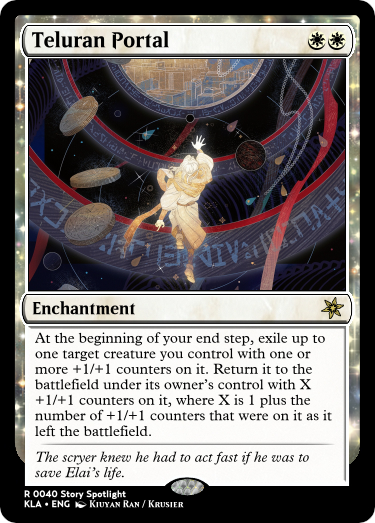 Teluran Portal
Enchantment
At the beginning of your end step, exile up to
one target creature you control with one or
more +1/+1 counters on it. Return it to the
battlefield under its owner's control with X
+1/+1 counters on it, where X is 1 plus the
number of +1/+1 counters that were on it as it
left the battlefield.
The scryer knew he had to act fast if he was to
save Elai's life.
R 0040 Story Spotlight
KLA • ENG Kiuyan Ran / Krusier